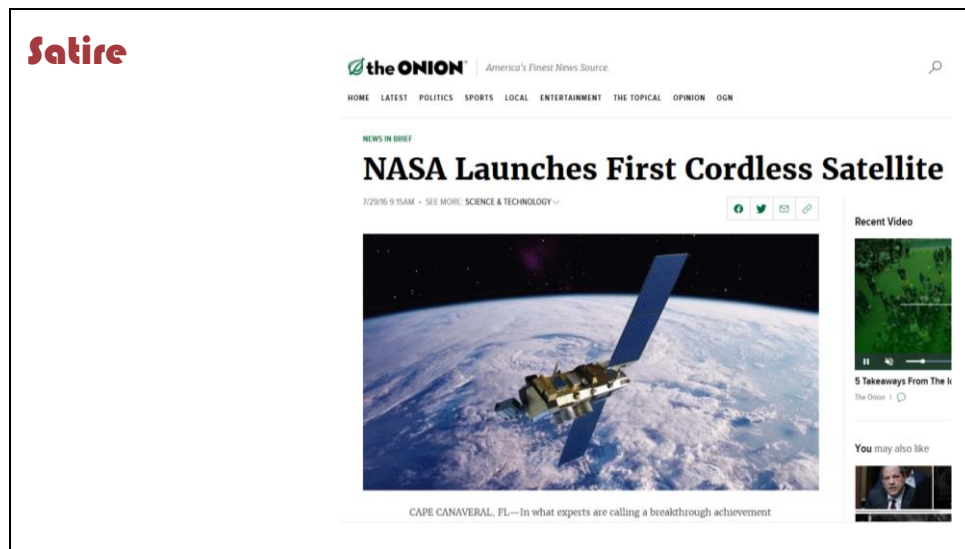 Satire
the ONION
America's Finest News Source.
HOME LATEST POLITICS SPORTS LOCAL ENTERTAINMENT THE TOPICAL OPINION OGN
NEWS IN BRIEF
NASA Launches First Cordless Satellite
7/29/16 9:15AM • SEE MORE: SCIENCE & TECHNOLOGY
Recent Video
5 Takeaways From The
The Onion |
You may also like
CAPE CANAVERAL, FL—In what experts are calling a breakthrough achievement